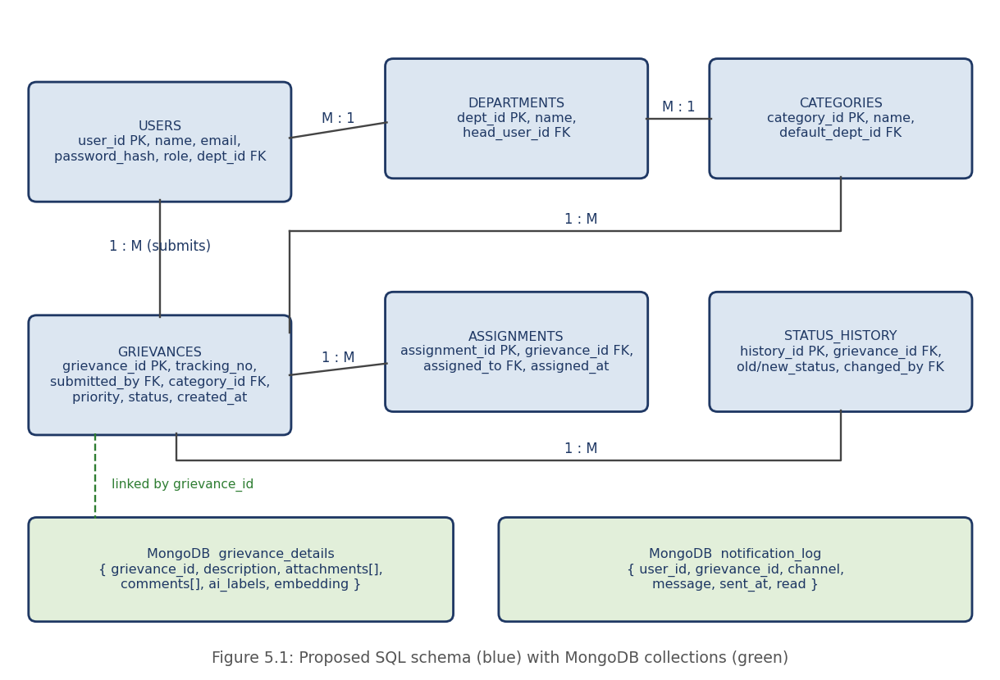 USERS
user_id PK, name, email,
password_hash, role, dept_id FK
M : 1
DEPARTMENTS
dept_id PK, name,
head_user_id FK
M : 1
CATEGORIES
category_id PK, name,
default_dept_id FK
1 : M (submits)
1 : M
GRIEVANCES
grievance_id PK, tracking_no,
submitted_by FK, category_id FK,
priority, status, created_at
1 : M
ASSIGNMENTS
assignment_id PK, grievance_id FK,
assigned_to FK, assigned_at
STATUS_HISTORY
history_id PK, grievance_id FK,
old/new_status, changed_by FK
1 : M
linked by grievance_id
MongoDB grievance_details
{ grievance_id, description, attachments[],
comments[], ai_labels, embedding }
MongoDB notification_log
{ user_id, grievance_id, channel,
message, sent_at, read }
Figure 5.1: Proposed SQL schema (blue) with MongoDB collections (green)